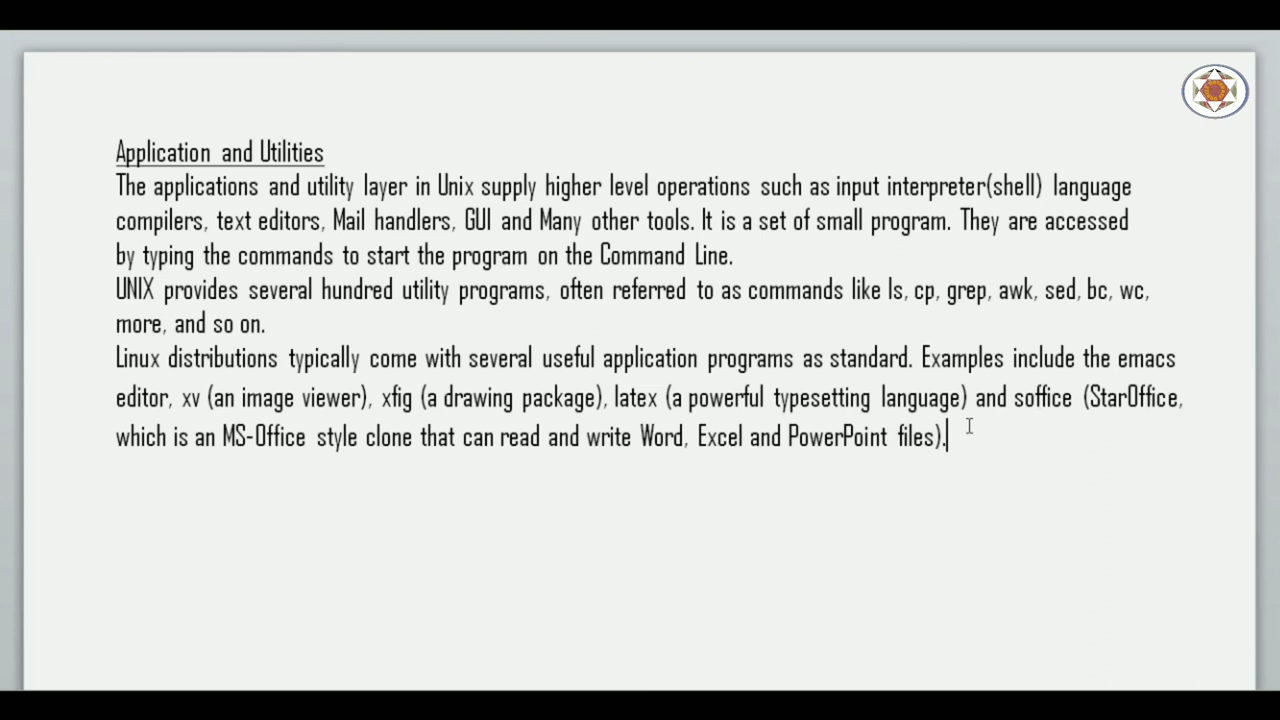 Application and Utilities
The applications and utility layer in Unix supply higher level operations such as input interpreter(shell) language
compilers, text editors, Mail handlers, GUI and Many other tools. It is a set of small program. They are accessed
by typing the commands to start the program on the Command Line.
UNIX provides several hundred utility programs, often referred to as commands like ls, cp, grep, awk, sed, bc, wc,
more, and so on.
Linux distributions typically come with several useful application programs as standard. Examples include the emacs
editor, xv (an image viewer), xfig (a drawing package), latex (a powerful typesetting language) and soffice (StarOffice,
which is an MS-Office style clone that can read and write Word, Excel and PowerPoint files).